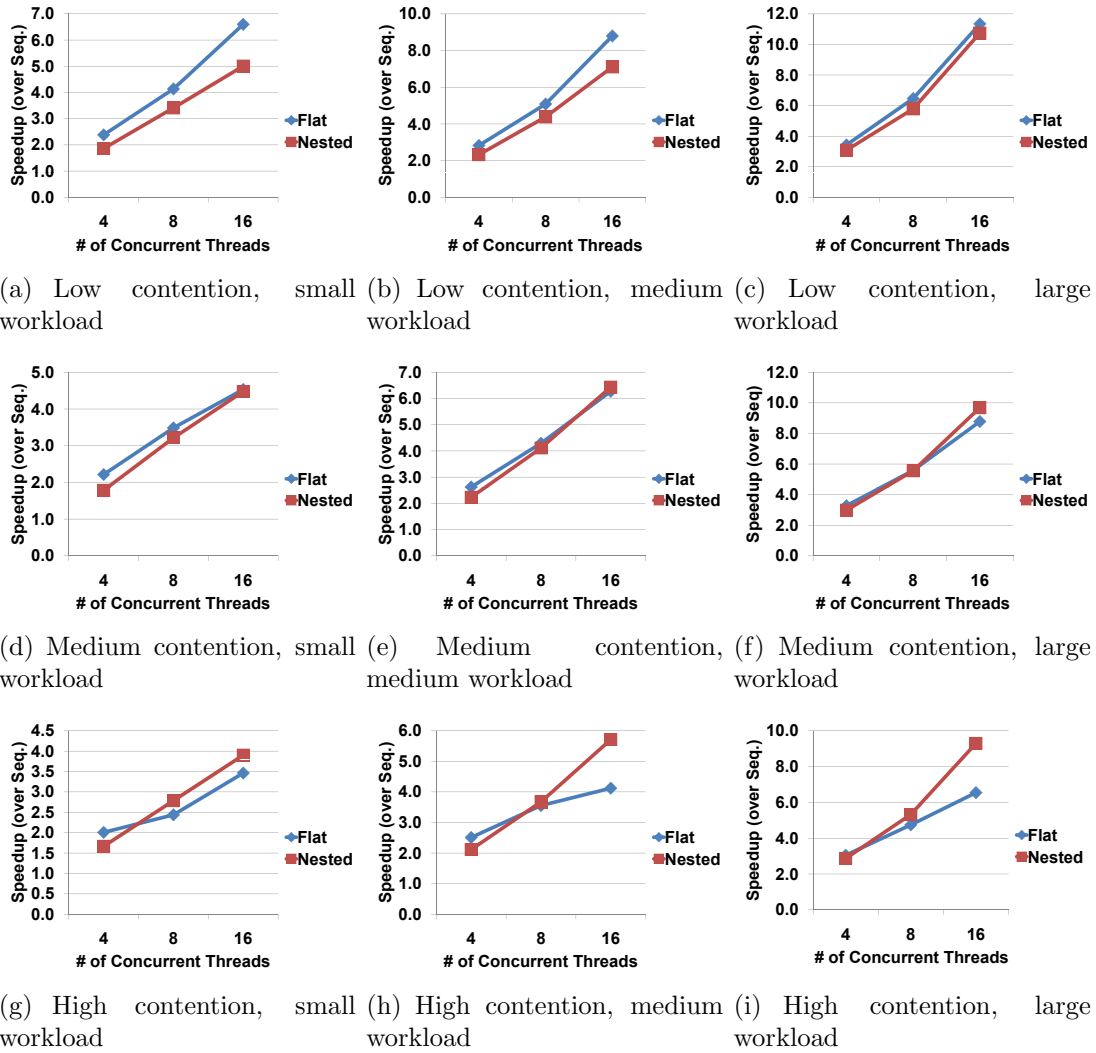 7.0
6.0
5.0
4.0
3.0
2.0
1.0
0.0
Speedup (over Seq.)
4 8 16
# of Concurrent Threads
Flat
Nested
10.0
8.0
6.0
4.0
2.0
0.0
Speedup (over Seq.)
4 8 16
# of Concurrent Threads
Flat
Nested
12.0
10.0
8.0
6.0
4.0
2.0
0.0
Speedup (over Seq.)
4 8 16
# of Concurrent Threads
Flat
Nested
(a) Low contention, small
workload
(b) Low contention, medium
workload
(c) Low contention, large
workload
5.0
4.0
3.0
2.0
1.0
0.0
Speedup (over Seq.)
4 8 16
# of Concurrent Threads
Flat
Nested
7.0
6.0
5.0
4.0
3.0
2.0
1.0
0.0
Speedup (over Seq.)
4 8 16
# of Concurrent Threads
Flat
Nested
12.0
10.0
8.0
6.0
4.0
2.0
0.0
Speedup (over Seq)
4 8 16
# of Concurrent Threads
Flat
Nested
(d) Medium contention, small
workload
(e) Medium contention,
medium workload
(f) Medium contention, large
workload
4.5
4.0
3.5
3.0
2.5
2.0
1.5
1.0
0.5
0.0
Speedup (over Seq.)
4 8 16
# of Concurrent Threads
Flat
Nested
6.0
5.0
4.0
3.0
2.0
1.0
0.0
Speedup (over Seq.)
4 8 16
# of Concurrent Threads
Flat
Nested
10.0
8.0
6.0
4.0
2.0
0.0
Speedup (over Seq.)
4 8 16
# of Concurrent Threads
Flat
Nested
(g) High contention, small
workload
(h) High contention, medium
workload
(i) High contention, large
workload